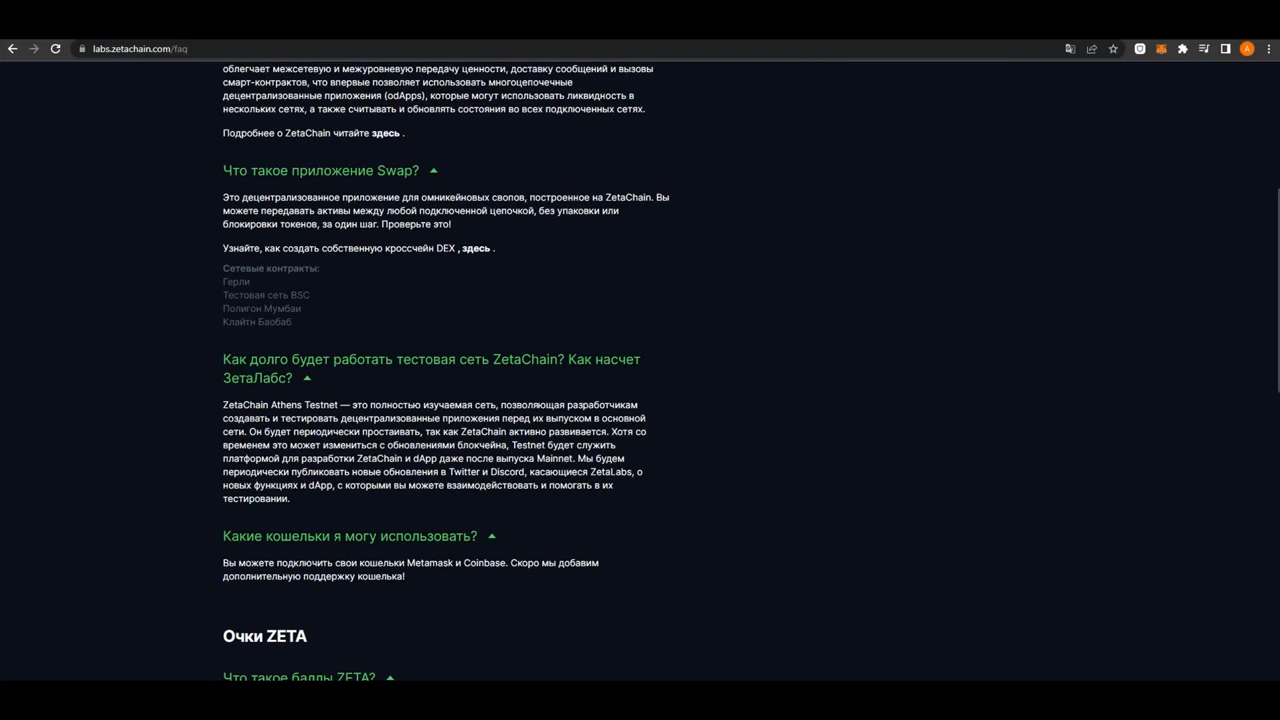 labs.zetachain.com/faq
A
облегчает межсетевую и межуровневую передачу ценности, доставку сообщений и вызовы
смарт-контрактов, что впервые позволяет использовать многоцепочечные
децентрализованные приложения (odApps), которые могут использовать ликвидность в
нескольких сетях, а также считывать и обновлять состояния во всех подключенных сетях.
Подробнее о ZetaChain читайте здесь .
Что такое приложение Swap?
Это децентрализованное приложение для омникейновых свопов, построенное на ZetaChain. Вы
можете передавать активы между любой подключенной цепочкой, без упаковки или
блокировки токенов, за один шаг. Проверьте это!
Узнайте, как создать собственную кроссчейн DEX , здесь .
Сетевые контракты:
Герли
Тестовая сеть BSC
Полигон Мумбаи
Клайтн Баобаб
Как долго будет работать тестовая сеть ZetaChain? Как насчет
ЗетаЛабс?
ZetaChain Athens Testnet — это полностью изучаемая сеть, позволяющая разработчикам
создавать и тестировать децентрализованные приложения перед их выпуском в основной
сети. Он будет периодически простаивать, так как ZetaChain активно развивается. Хотя со
временем это может измениться с обновлениями блокчейна, Testnet будет служить
платформой для разработки ZetaChain и dApp даже после выпуска Mainnet. Мы будем
периодически публиковать новые обновления в Twitter и Discord, касающиеся ZetaLabs, о
новых функциях и dApp, с которыми вы можете взаимодействовать и помогать в их
тестировании.
Какие кошельки я могу использовать?
Вы можете подключить свои кошельки Metamask и Coinbase. Скоро мы добавим
дополнительную поддержку кошелька!
Очки ZETA
Что такое баллы ZETA?